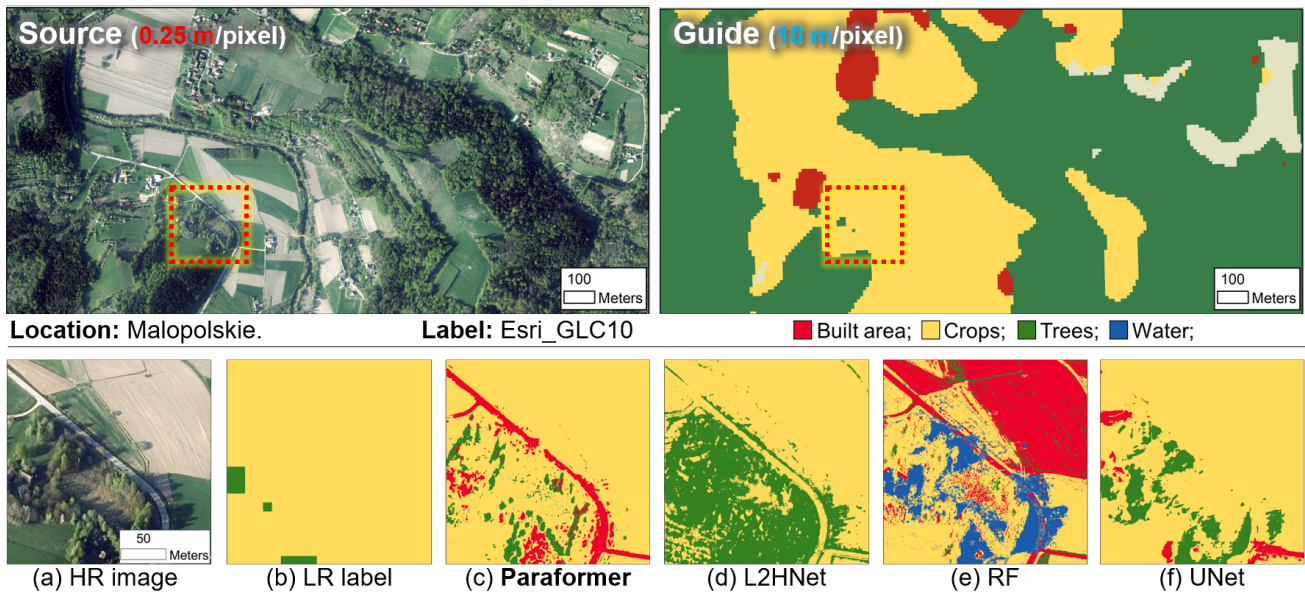 Source (0.25 m/pixel)
Guide (10 m/pixel)
100
Meters
100
Meters
Location: Malopolskie.
Label: Esri_GLC10
Built area; Crops; Trees; Water;
50
Meters
(a) HR image
(b) LR label
(c) Paraformer
(d) L2HNet
(e) RF
(f) UNet